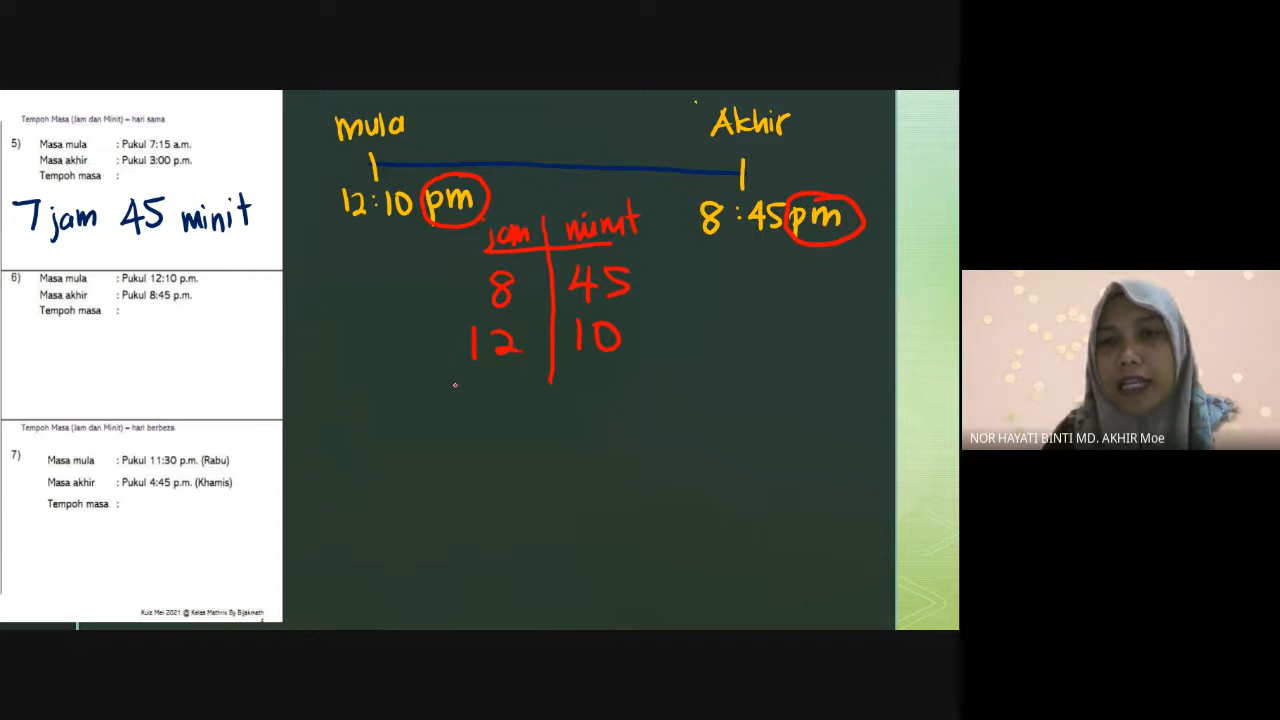 Tempoh Masa (Jam dan Minit) – hari sama
5) Masa mula : Pukul 7:15 a.m.
Masa akhir : Pukul 3:00 p.m.
Tempoh masa :
7 jam 45 minit
6) Masa mula : Pukul 12:10 p.m.
Masa akhir : Pukul 8:45 p.m.
Tempoh masa :
Tempoh Masa (Jam dan Minit) – hari berbeza
7) Masa mula : Pukul 11:30 p.m. (Rabu)
Masa akhir : Pukul 4:45 p.m. (Khamis)
Tempoh masa :
Kuiz Mei 2021 @ Kelas Mathrix By Bijakmath
4
mula Akhir
12:10 pm 8:45 pm
jam minit
8 45
12 10
NOR HAYATI BINTI MD. AKHIR Moe